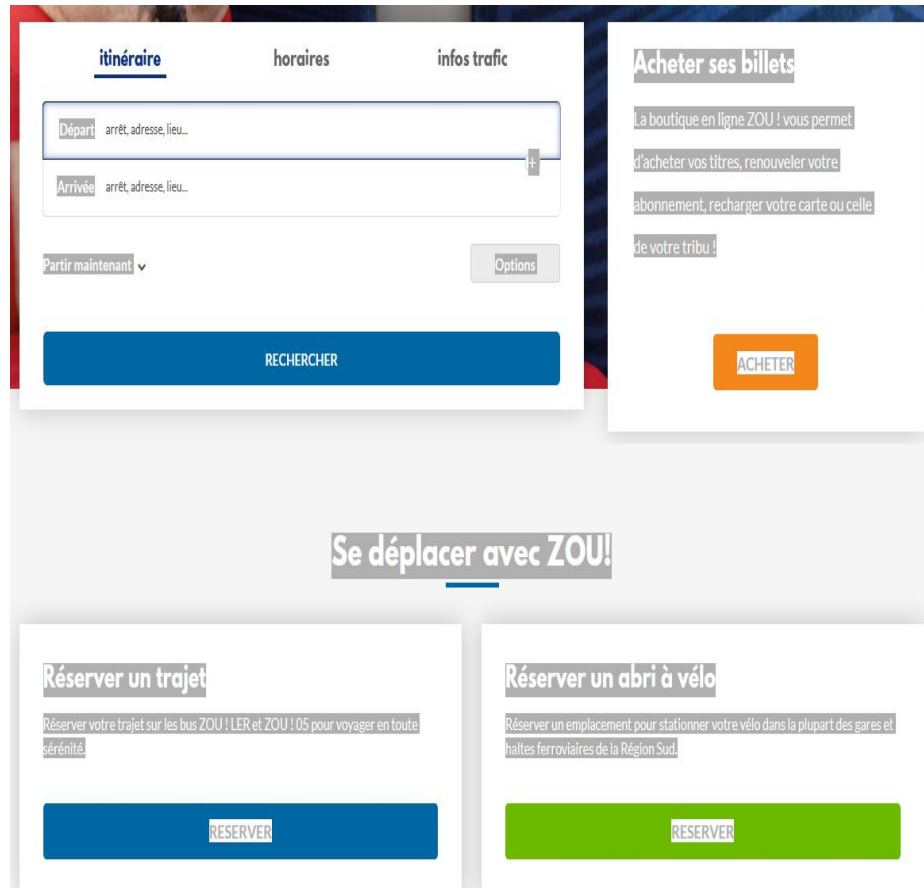 itinéraire horaires infos trafic
Départ arrêt, adresse, lieu...
+
Arrivée arrêt, adresse, lieu...
Partir maintenant Options
RECHERCHER
Acheter ses billets
La boutique en ligne ZOU ! vous permet
d'acheter vos titres, renouveler votre
abonnement, recharger votre carte ou celle
de votre tribu !
ACHETER
Se déplacer avec ZOU!
Réserver un trajet
Réserver votre trajet sur les bus ZOU ! LER et ZOU ! 05 pour voyager en toute
sérénité.
RESERVER
Réserver un abri à vélo
Réserver un emplacement pour stationner votre vélo dans la plupart des gares et
haltes ferroviaires de la Région Sud.
RESERVER